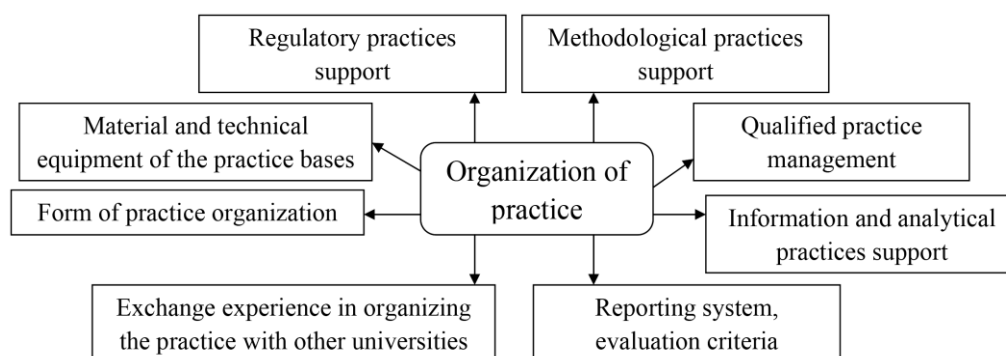 Regulatory practices
support
Methodological practices
support
Material and technical
equipment of the practice bases
Organization of
practice
Qualified practice
management
Form of practice organization
Information and analytical
practices support
Exchange experience in organizing
the practice with other universities
Reporting system,
evaluation criteria